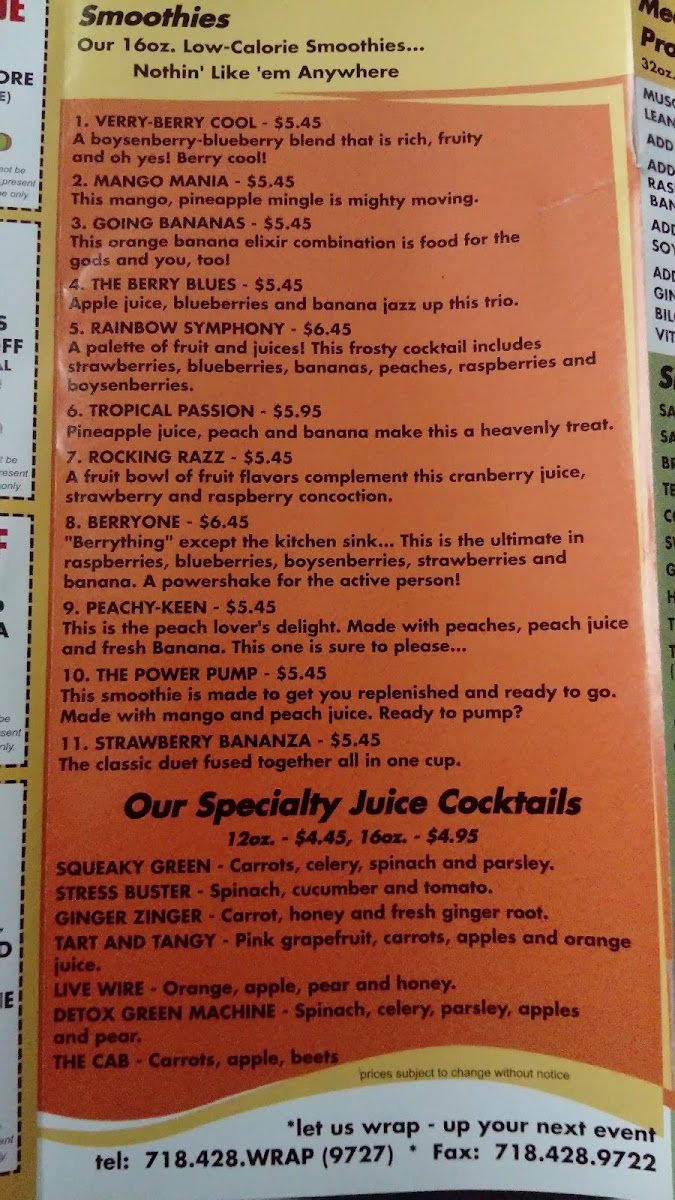 Smoothies
Our 16oz. Low-Calorie Smoothies...
Nothin' Like 'em Anywhere
1. VERRY-BERRY COOL - $5.45
A boysenberry-blueberry blend that is rich, fruity
and oh yes! Berry cool!
2. MANGO MANIA - $5.45
This mango, pineapple mingle is mighty moving.
3. GOING BANANAS - $5.45
This orange banana elixir combination is food for the
gods and you, too!
4. THE BERRY BLUES - $5.45
Apple juice, blueberries and banana jazz up this trio.
5. RAINBOW SYMPHONY - $6.45
A palette of fruit and juices! This frosty cocktail includes
strawberries, blueberries, bananas, peaches, raspberries and
boysenberries.
6. TROPICAL PASSION - $5.95
Pineapple juice, peach and banana make this a heavenly treat.
7. ROCKING RAZZ - $5.45
A fruit bowl of fruit flavors complement this cranberry juice,
strawberry and raspberry concoction.
8. BERRYONE - $6.45
"Berrything" except the kitchen sink... This is the ultimate in
raspberries, blueberries, boysenberries, strawberries and
banana. A powershake for the active person!
9. PEACHY-KEEN - $5.45
This is the peach lover's delight. Made with peaches, peach juice
and fresh Banana. This one is sure to please...
10. THE POWER PUMP - $5.45
This smoothie is made to get you replenished and ready to go.
Made with mango and peach juice. Ready to pump?
11. STRAWBERRY BANANZA - $5.45
The classic duet fused together all in one cup.
Our Specialty Juice Cocktails
12oz. - $4.45, 16oz. - $4.95
SQUEAKY GREEN - Carrots, celery, spinach and parsley.
STRESS BUSTER - Spinach, cucumber and tomato.
GINGER ZINGER - Carrot, honey and fresh ginger root.
TART AND TANGY - Pink grapefruit, carrots, apples and orange
juice.
LIVE WIRE - Orange, apple, pear and honey.
DETOX GREEN MACHINE - Spinach, celery, parsley, apples
and pear.
THE CAB - Carrots, apple, beets
prices subject to change without notice
*let us wrap - up your next event
tel: 718.428.WRAP (9727) * Fax: 718.428.9722
32oz.
ADD